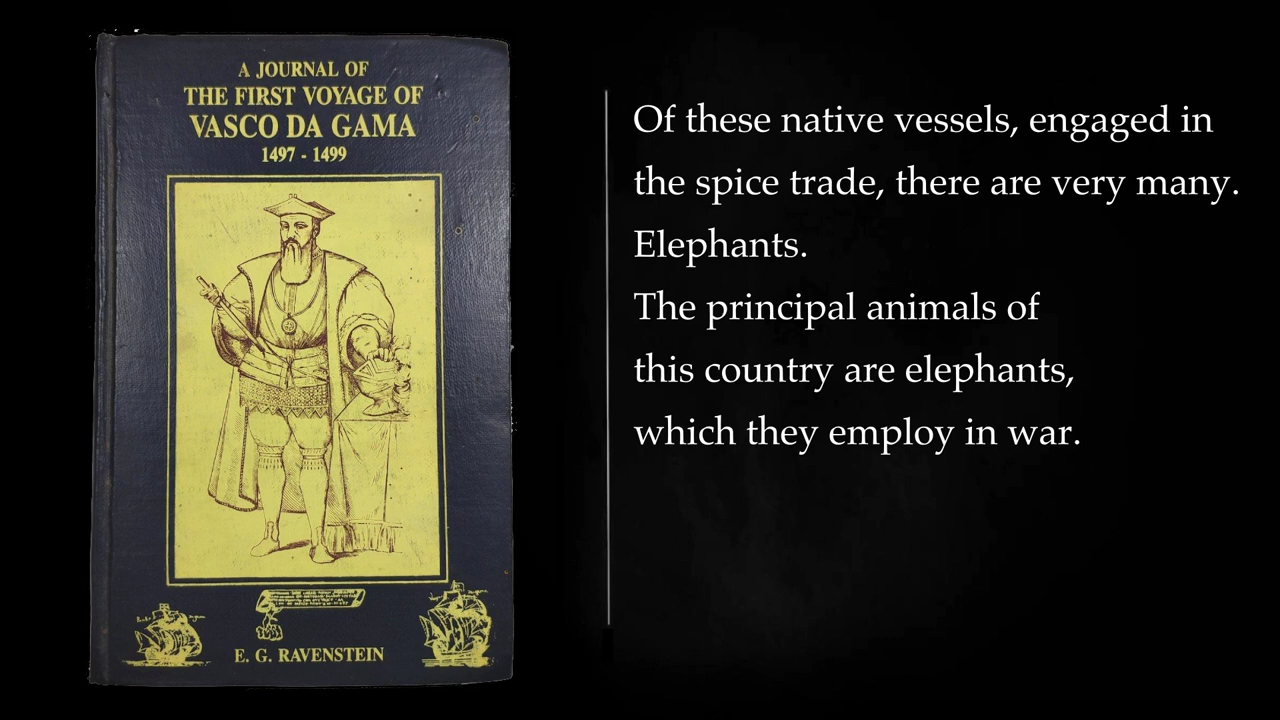 A JOURNAL OF
THE FIRST VOYAGE OF
VASCO DA GAMA
1497 - 1499
E. G. RAVENSTEIN
Of these native vessels, engaged in
the spice trade, there are very many.
Elephants.
The principal animals of
this country are elephants,
which they employ in war.